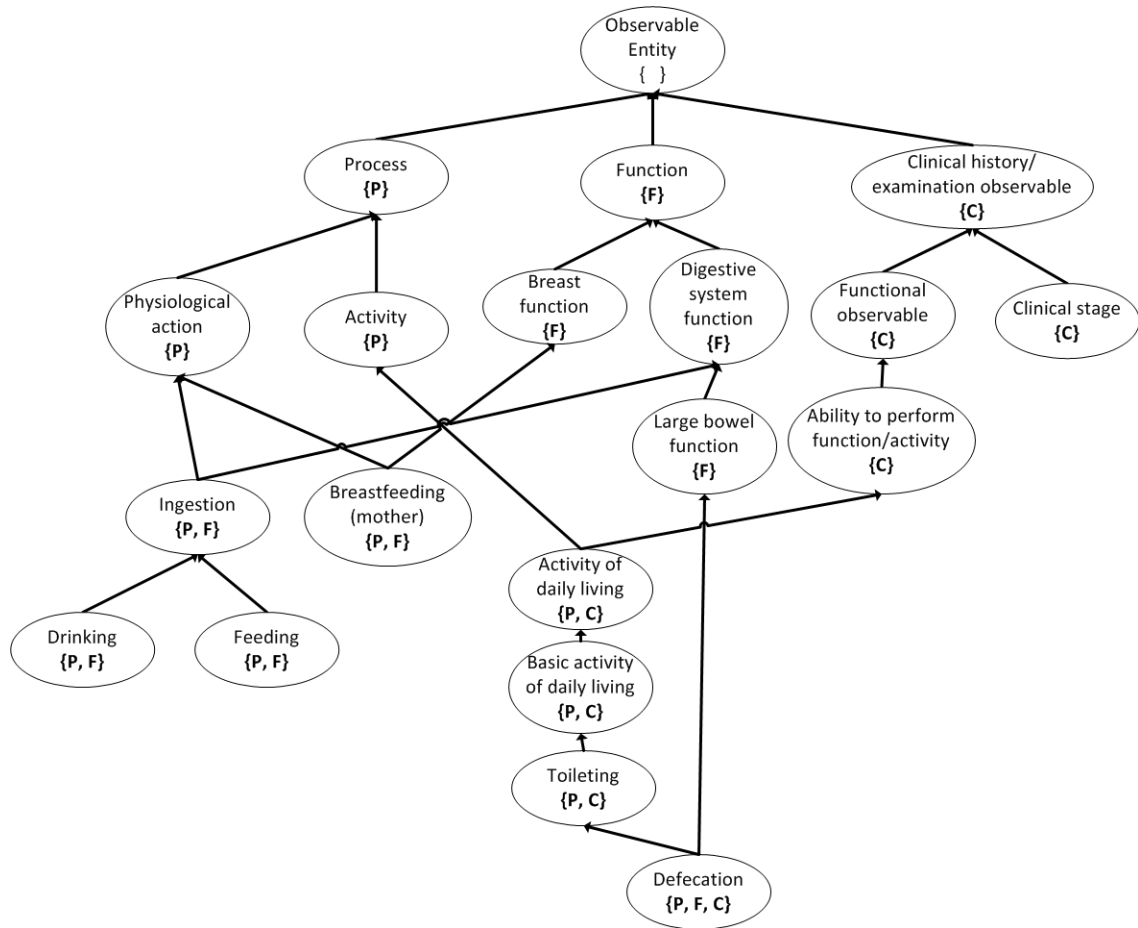 Observable
Entity
{ }
Process
{P}
Function
{F}
Clinical history/
examination observable
{C}
Physiological
action
{P}
Activity
{P}
Breast
function
{F}
Digestive
system
function
{F}
Functional
observable
{C}
Clinical stage
{C}
Large bowel
function
{F}
Ability to perform
function/activity
{C}
Ingestion
{P, F}
Breastfeeding
(mother)
{P, F}
Activity of
daily living
{P, C}
Drinking
{P, F}
Feeding
{P, F}
Basic activity
of daily living
{P, C}
Toileting
{P, C}
Defecation
{P, F, C}